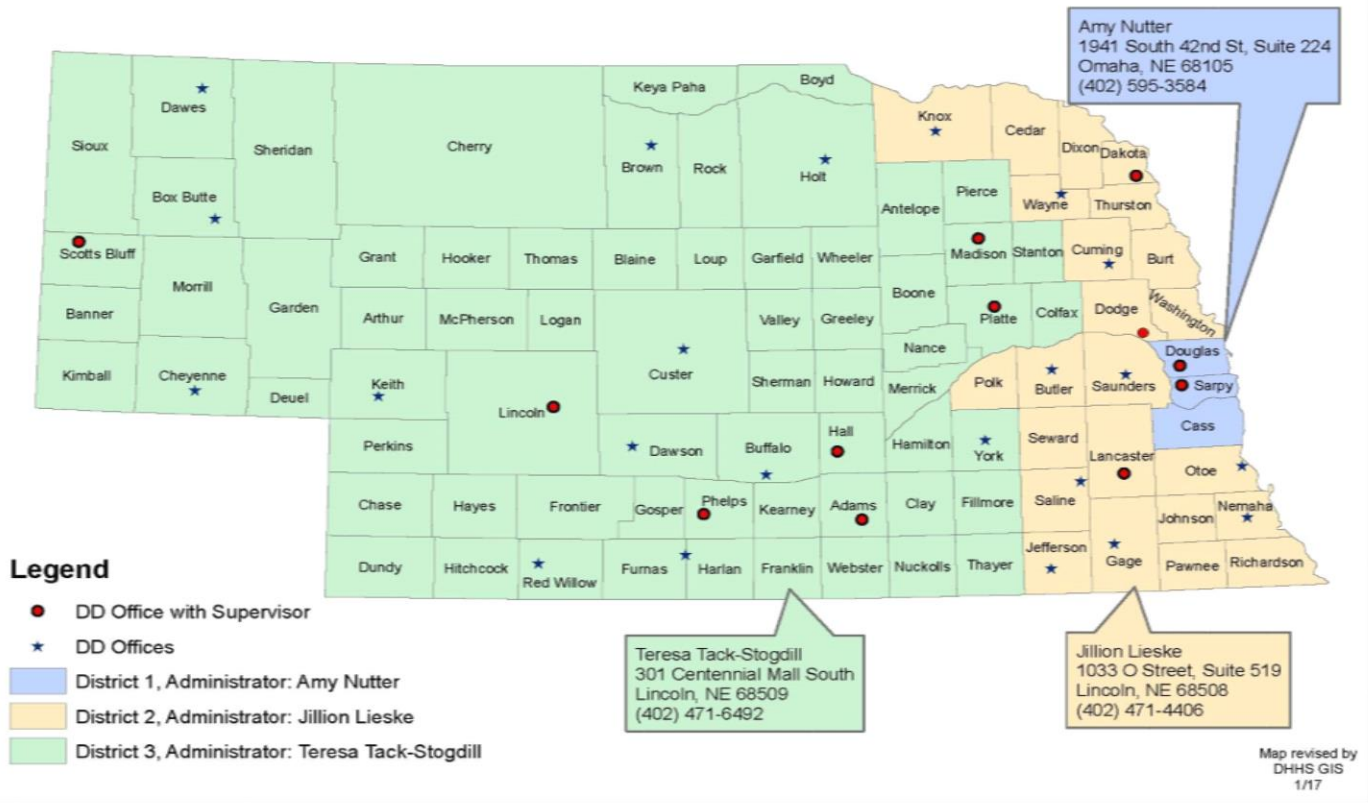 Amy Nutter
1941 South 42nd St, Suite 224
Omaha, NE 68105
(402) 595-3584
Keya Paha
Boyd
Dawes
Knox
Cedar
Sioux
Sheridan
Cherry
Brown
Rock
Holt
Dixon
Dakota
Box Butte
Pierce
Antelope
Wayne
Thurston
Scotts Bluff
Grant
Hooker
Thomas
Blaine
Loup
Garfield
Wheeler
Madison
Stanton
Cuming
Burt
Morrill
Garden
Boone
Banner
Arthur
McPherson
Logan
Valley
Greeley
Platte
Colfax
Dodge
Washington
Nance
Douglas
Kimball
Cheyenne
Keith
Custer
Sherman
Howard
Merrick
Polk
Butler
Saunders
Sarpy
Deuel
Lincoln
Perkins
Dawson
Buffalo
Hall
Hamilton
York
Seward
Cass
Lancaster
Otoe
Chase
Hayes
Frontier
Gosper
Phelps
Kearney
Adams
Clay
Fillmore
Saline
Johnson
Nemaha
Dundy
Hitchcock
Red Willow
Furnas
Harlan
Franklin
Webster
Nuckolls
Thayer
Jefferson
Gage
Pawnee
Richardson
Legend
DD Office with Supervisor
DD Offices
District 1, Administrator: Amy Nutter
District 2, Administrator: Jillion Lieske
District 3, Administrator: Teresa Tack-Stogdill
Teresa Tack-Stogdill
301 Centennial Mall South
Lincoln, NE 68509
(402) 471-6492
Jillion Lieske
1033 O Street, Suite 519
Lincoln, NE 68508
(402) 471-4406
Map revised by
DHHS GIS
1/17